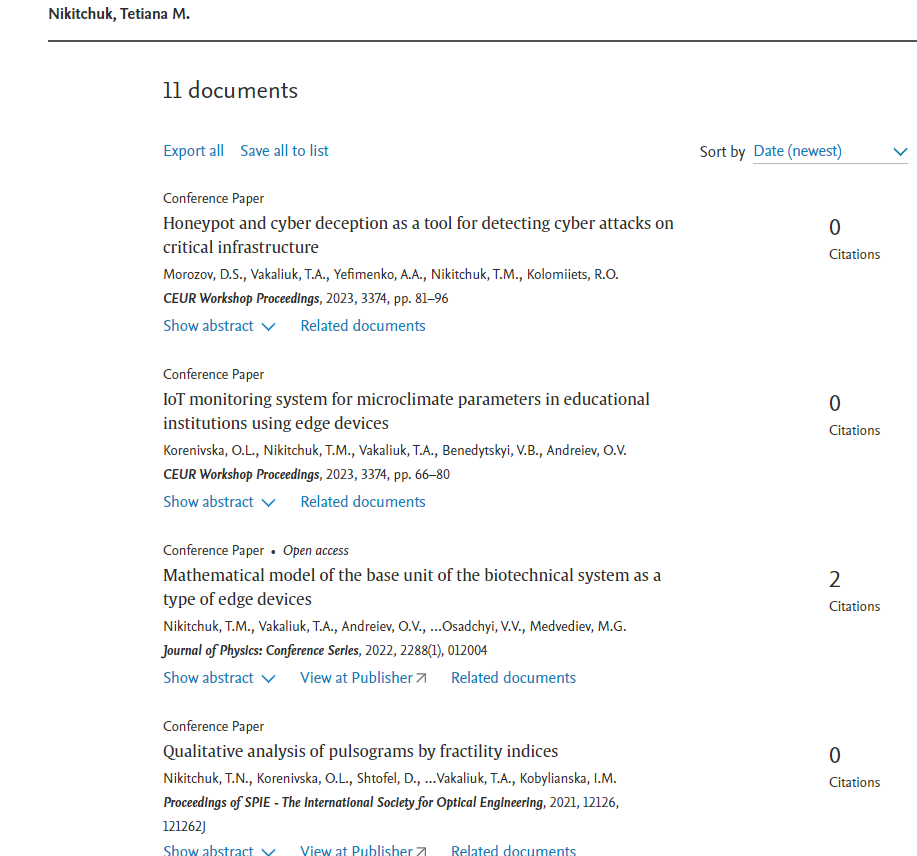 Nikitchuk, Tetiana M.
11 documents
Export all Save all to list
Sort by Date (newest)
Conference Paper
Honeypot and cyber deception as a tool for detecting cyber attacks on
critical infrastructure
0
Citations
Morozov, D.S., Vakaliuk, T.A., Yefimenko, A.A., Nikitchuk, T.M., Kolomiiets, R.O.
CEUR Workshop Proceedings, 2023, 3374, pp. 81–96
Show abstract Related documents
Conference Paper
IoT monitoring system for microclimate parameters in educational
institutions using edge devices
0
Citations
Korenivska, O.L., Nikitchuk, T.M., Vakaliuk, T.A., Benedytskyi, V.B., Andreiev, O.V.
CEUR Workshop Proceedings, 2023, 3374, pp. 66–80
Show abstract Related documents
Conference Paper • Open access
Mathematical model of the base unit of the biotechnical system as a
type of edge devices
2
Citations
Nikitchuk, T.M., Vakaliuk, T.A., Andreiev, O.V., ...Osadchyi, V.V., Medvediev, M.G.
Journal of Physics: Conference Series, 2022, 2288(1), 012004
Show abstract View at Publisher Related documents
Conference Paper
Qualitative analysis of pulsograms by fractility indices
0
Citations
Nikitchuk, T.N., Korenivska, O.L., Shtofel, D., ...Vakaliuk, T.A., Kobylianska, I.M.
Proceedings of SPIE - The International Society for Optical Engineering, 2021, 12126,
121262J
Show abstract View at Publisher Related documents